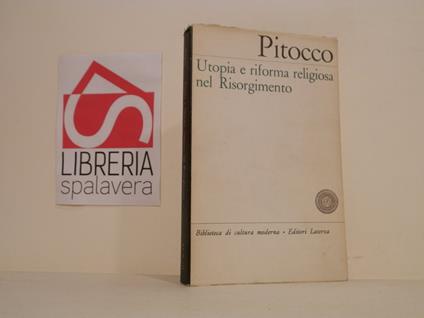 LIBRERIA
spalavera
Pitocco
Utopia e riforma religiosa
nel Risorgimento
Biblioteca di cultura moderna • Editori Laterza